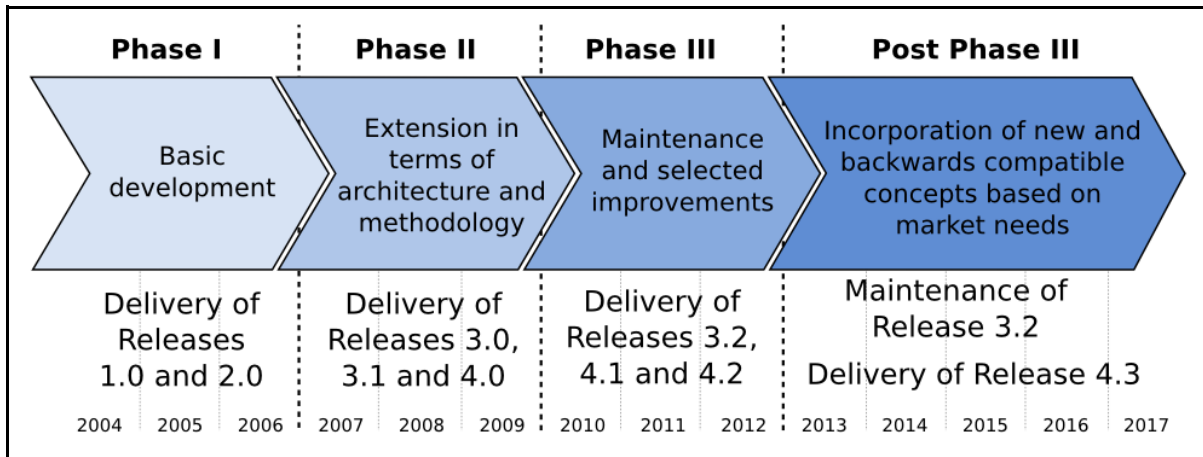 Phase I
Phase II
Phase III
Post Phase III
Basic
development
Extension in
terms of
architecture and
methodology
Maintenance
and selected
improvements
Incorporation of new and
backwards compatible
concepts based on
market needs
Delivery of
Releases
1.0 and 2.0
Delivery of
Releases 3.0,
3.1 and 4.0
Delivery of
Releases 3.2,
4.1 and 4.2
Maintenance of
Release 3.2
Delivery of Release 4.3
2004 2005 2006 2007 2008 2009 2010 2011 2012 2013 2014 2015 2016 2017